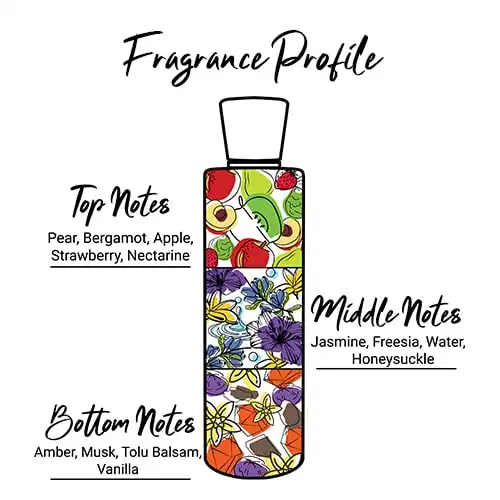 Fragrance Profile
Top Notes
Pear, Bergamot, Apple,
Strawberry, Nectarine
Middle Notes
Jasmine, Freesia, Water,
Honeysuckle
Bottom Notes
Amber, Musk, Tolu Balsam,
Vanilla